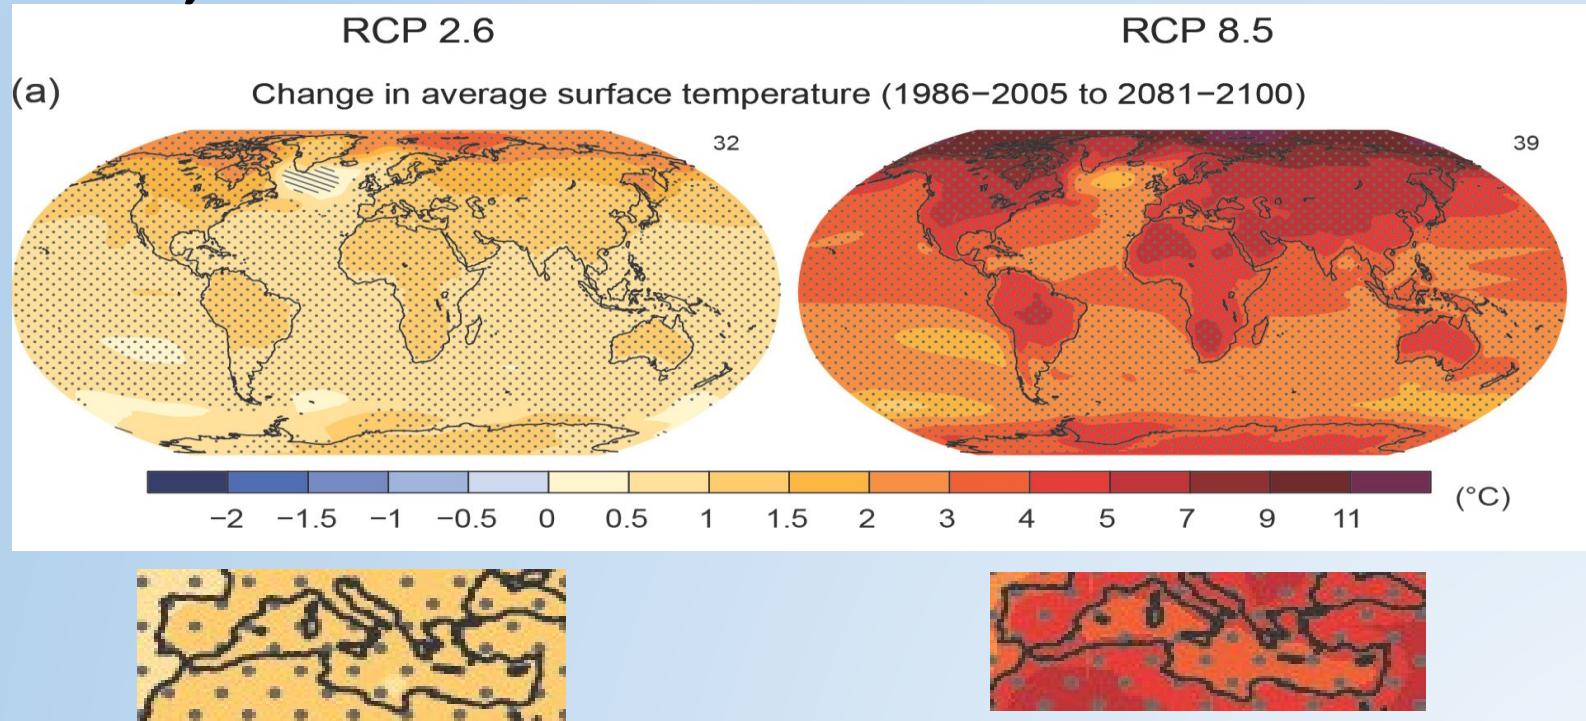 RCP 2.6 RCP 8.5
(a) Change in average surface temperature (1986−2005 to 2081−2100)
32 39
−2 −1.5 −1 −0.5 0 0.5 1 1.5 2 3 4 5 7 9 11 (°C)